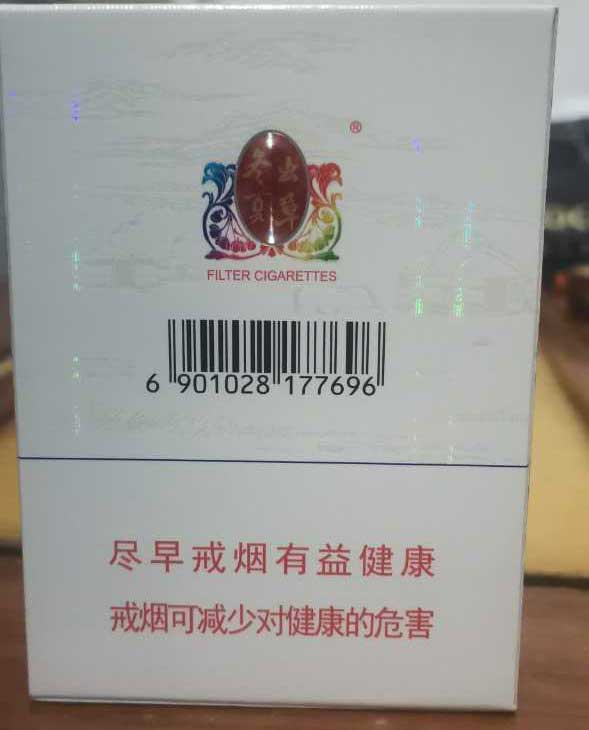 ®
冬虫
夏草
FILTER CIGARETTES
6 901028 177696
尽早戒烟有益健康
戒烟可减少对健康的危害